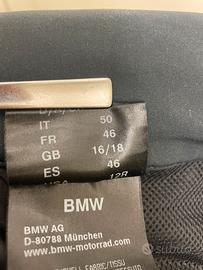 IT 50
FR 46
GB 16/18
ES 46
12R
BMW
BMW AG
D-80788 München
www.bmw-motorrad.com
subito